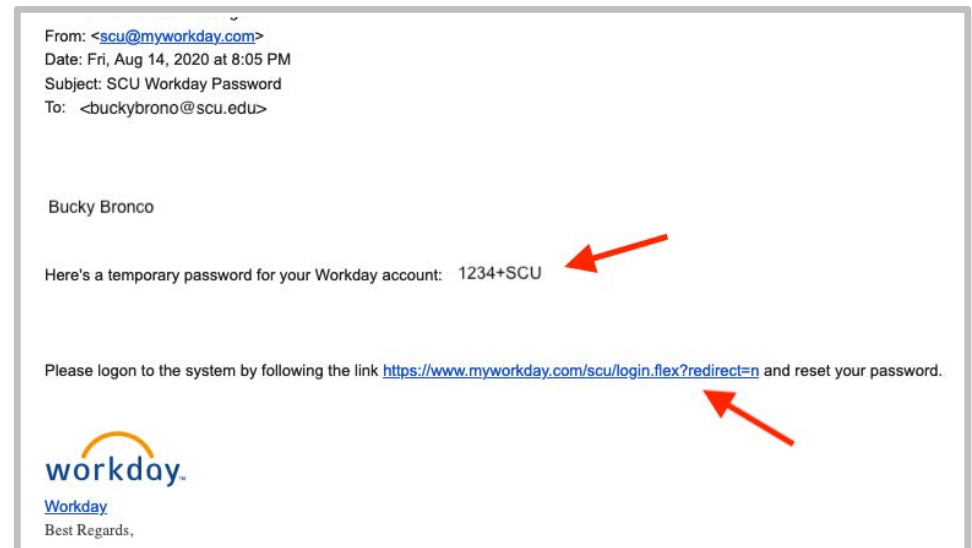 From: <scu@myworkday.com>
Date: Fri, Aug 14, 2020 at 8:05 PM
Subject: SCU Workday Password
To: <buckybrono@scu.edu>
Bucky Bronco
Here's a temporary password for your Workday account: 1234+SCU
Please logon to the system by following the link https://www.myworkday.com/scu/login.flex?redirect=n and reset your password.
workday™
Workday
Best Regards,